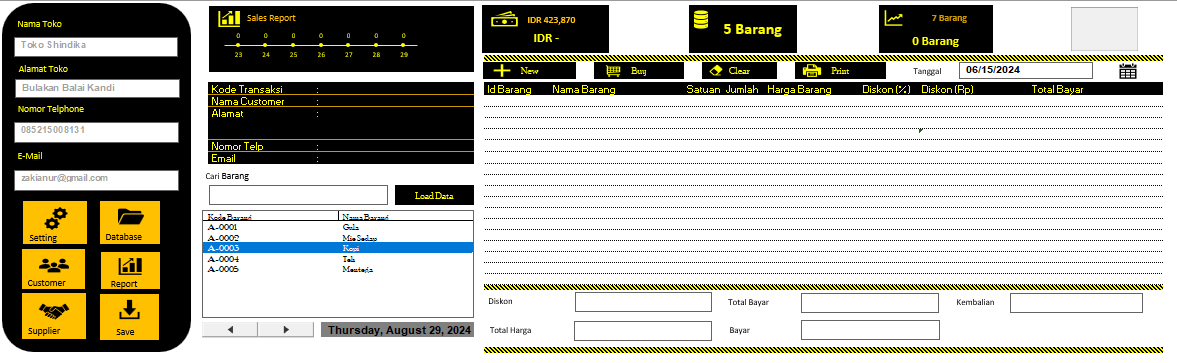 Nama Toko
Toko Shindika
Alamat Toko
Bulakan Balai Kandi
Nomor Telphone
085215008131
E-Mail
zakianur@gmail.com
Setting
Database
Customer
Report
Supplier
Save
Sales Report
0 0 0 0 0 0 0
23 24 25 26 27 28 29
Kode Transaksi :
Nama Customer :
Alamat :
Nomor Telp :
Email :
Cari Barang
Load Data
Kode Barang Nama Barang
A-0001 Gula
A-0002 Mie Sedap
A-0003 Kopi
A-0004 Teh
A-0005 Mentega
Thursday, August 29, 2024
IDR 423,870
IDR -
5 Barang
7 Barang
0 Barang
New
Buy
Clear
Print
Tanggal
06/15/2024
Id Barang Nama Barang Satuan Jumlah Harga Barang Diskon (%) Diskon (Rp) Total Bayar
Diskon
Total Bayar
Kembalian
Total Harga
Bayar